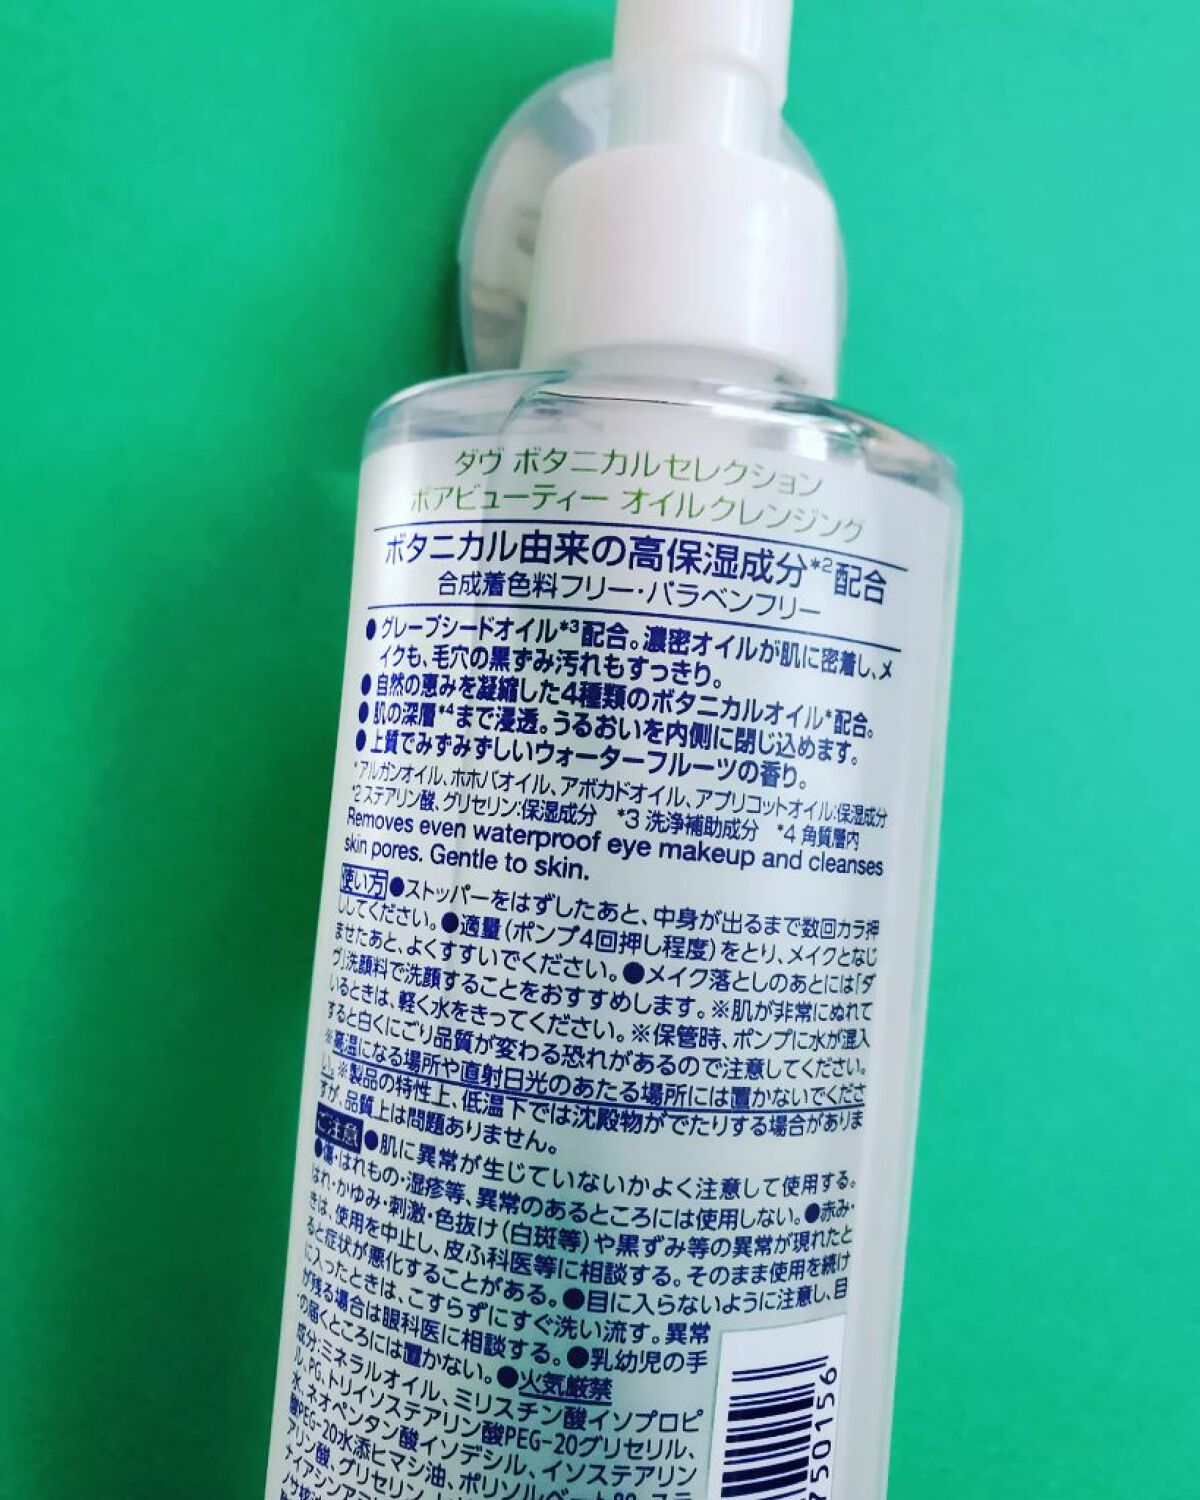 ダヴ ボタニカルセレクション
ポアビューティー オイルクレンジング
ボタニカル由来の高保湿成分*2配合
合成着色料フリー・パラベンフリー
●グレープシードオイル*3配合。濃密オイルが肌に密着し、メ
イクも、毛穴の黒ずみ汚れもすっきり。
●自然の恵みを凝縮した4種類のボタニカルオイル*配合。
●肌の深層*4まで浸透。うるおいを内側に閉じ込めます。
●上質でみずみずしいウォーターフルーツの香り。
*アルガンオイル、ホホバオイル、アボカドオイル、アプリコットオイル:保湿成分
*2 ステアリン酸、グリセリン:保湿成分 *3 洗浄補助成分 *4 角質層内
Removes even waterproof eye makeup and cleanses
skin pores. Gentle to skin.
使い方●ストッパーをはずしたあと、中身が出るまで数回カラ押
ししてください。●適量(ポンプ4回押し程度)をとり、メイクとなじ
ませたあと、よくすすいでください。●メイク落としのあとには「ダ
ヴ」洗顔料で洗顔することをおすすめします。※肌が非常にぬれて
いるときは、軽く水をきってください。※保管時、ポンプに水が混入
すると白くにごり品質が変わる恐れがあるので注意してください。
※高温になる場所や直射日光のあたる場所には置かないでくださ
い。※製品の特性上、低温下では沈殿物がでたりする場合がありま
すが、品質上は問題ありません。
ご注意●肌に異常が生じていないかよく注意して使用する。
●傷・はれもの・湿疹等、異常のあるところには使用しない。●赤み・
はれ・かゆみ・刺激・色抜け(白斑等)や黒ずみ等の異常が現れたと
きは、使用を中止し、皮ふ科医等に相談する。そのまま使用を続け
ると症状が悪化することがある。●目に入らないように注意し、目
に入ったときは、こすらずにすぐ洗い流す。異常
が残る場合は眼科医に相談する。●乳幼児の手
の届くところには置かない。●火気厳禁
成分:ミネラルオイル、ミリスチン酸イソプロピ
ル、PG、トリイソステアリン酸PEG-20グリセリル、
水、ネオペンタン酸イソデシル、イソステアリン
酸PEG-20水添ヒマシ油、ポリソルベート80、ステ
アリン酸、グリセリン、
ナイアシンア
750156